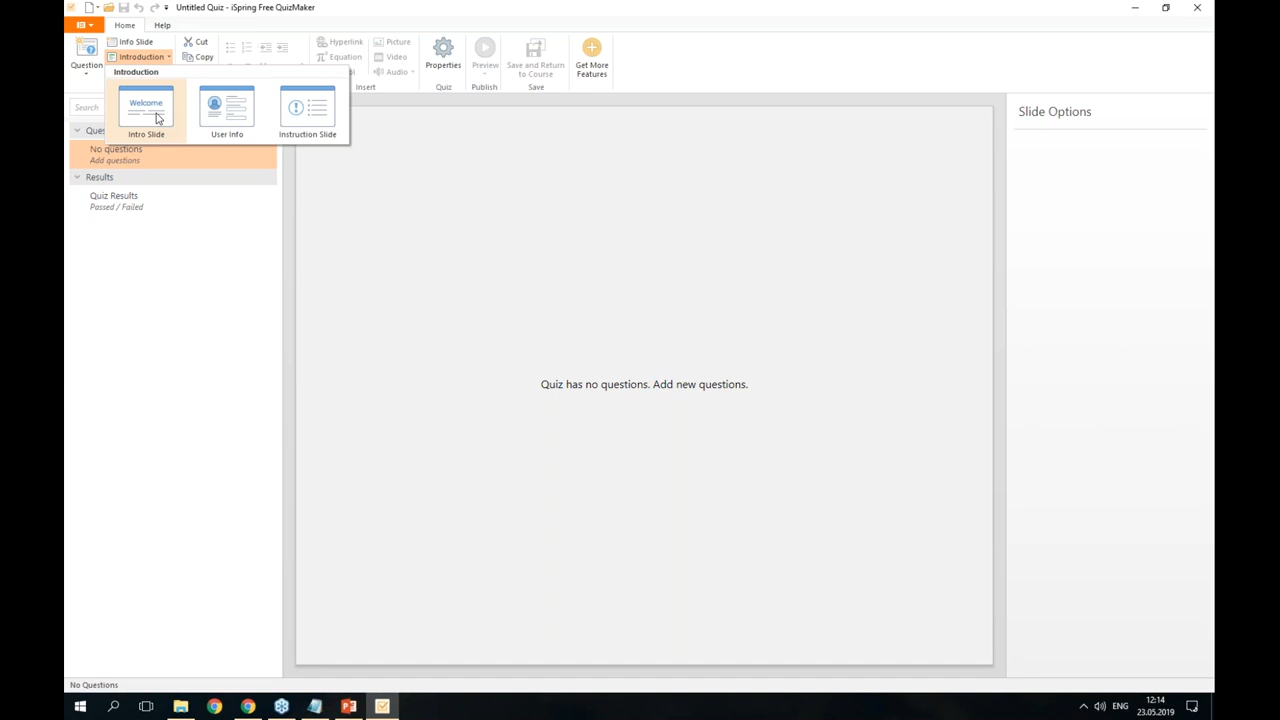 Untitled Quiz - iSpring Free QuizMaker
Home
Help
Question
Info Slide
Introduction
Cut
Copy
Hyperlink
Equation
Picture
Video
Audio
Insert
Properties
Quiz
Preview
Publish
Save and Return
to Course
Save
Get More
Features
Introduction
Welcome
Intro Slide
User Info
Instruction Slide
Search
No questions
Add questions
Results
Quiz Results
Passed / Failed
Quiz has no questions. Add new questions.
Slide Options
No Questions
ENG
12:14
23.05.2019